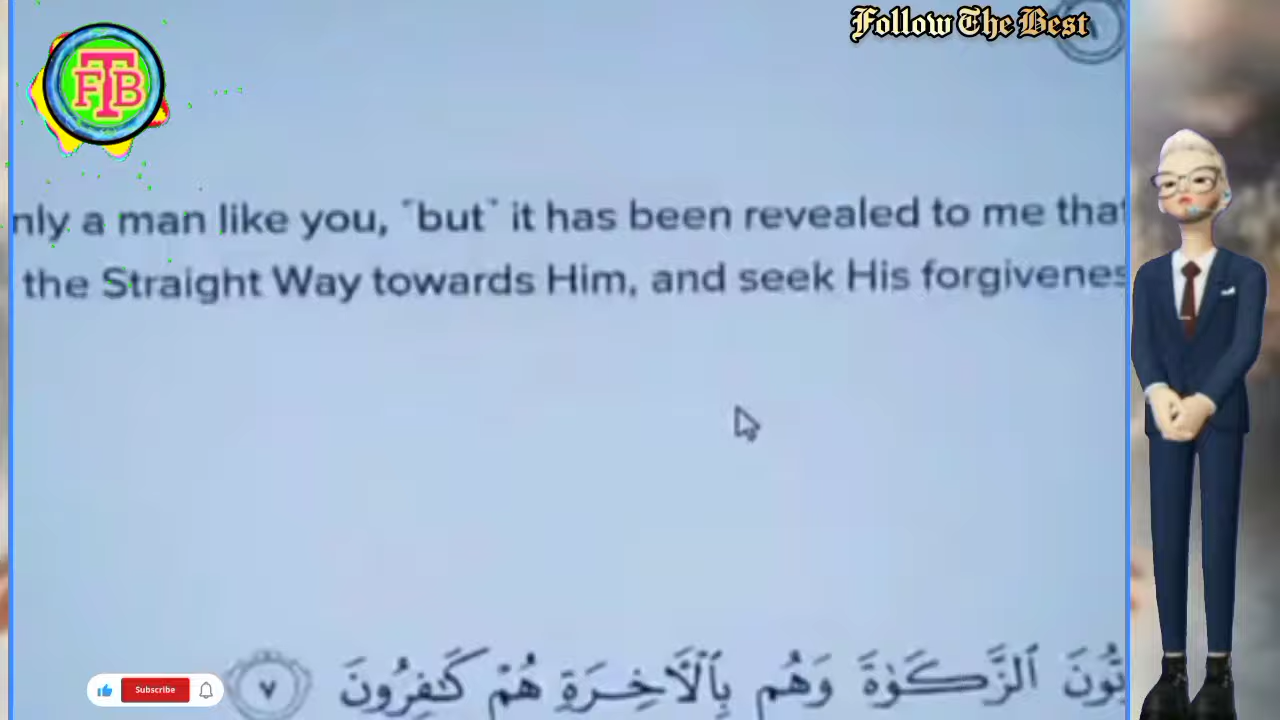 Follow The Best
FTB
nly a man like you, ˹but˺ it has been revealed to me that
the Straight Way towards Him, and seek His forgivenes
تُونَ ٱلزَّكَوٰةَ وَهُم بِٱلْـَٔاخِرَةِ هُمْ كَـٰفِرُونَ ٧
Subscribe